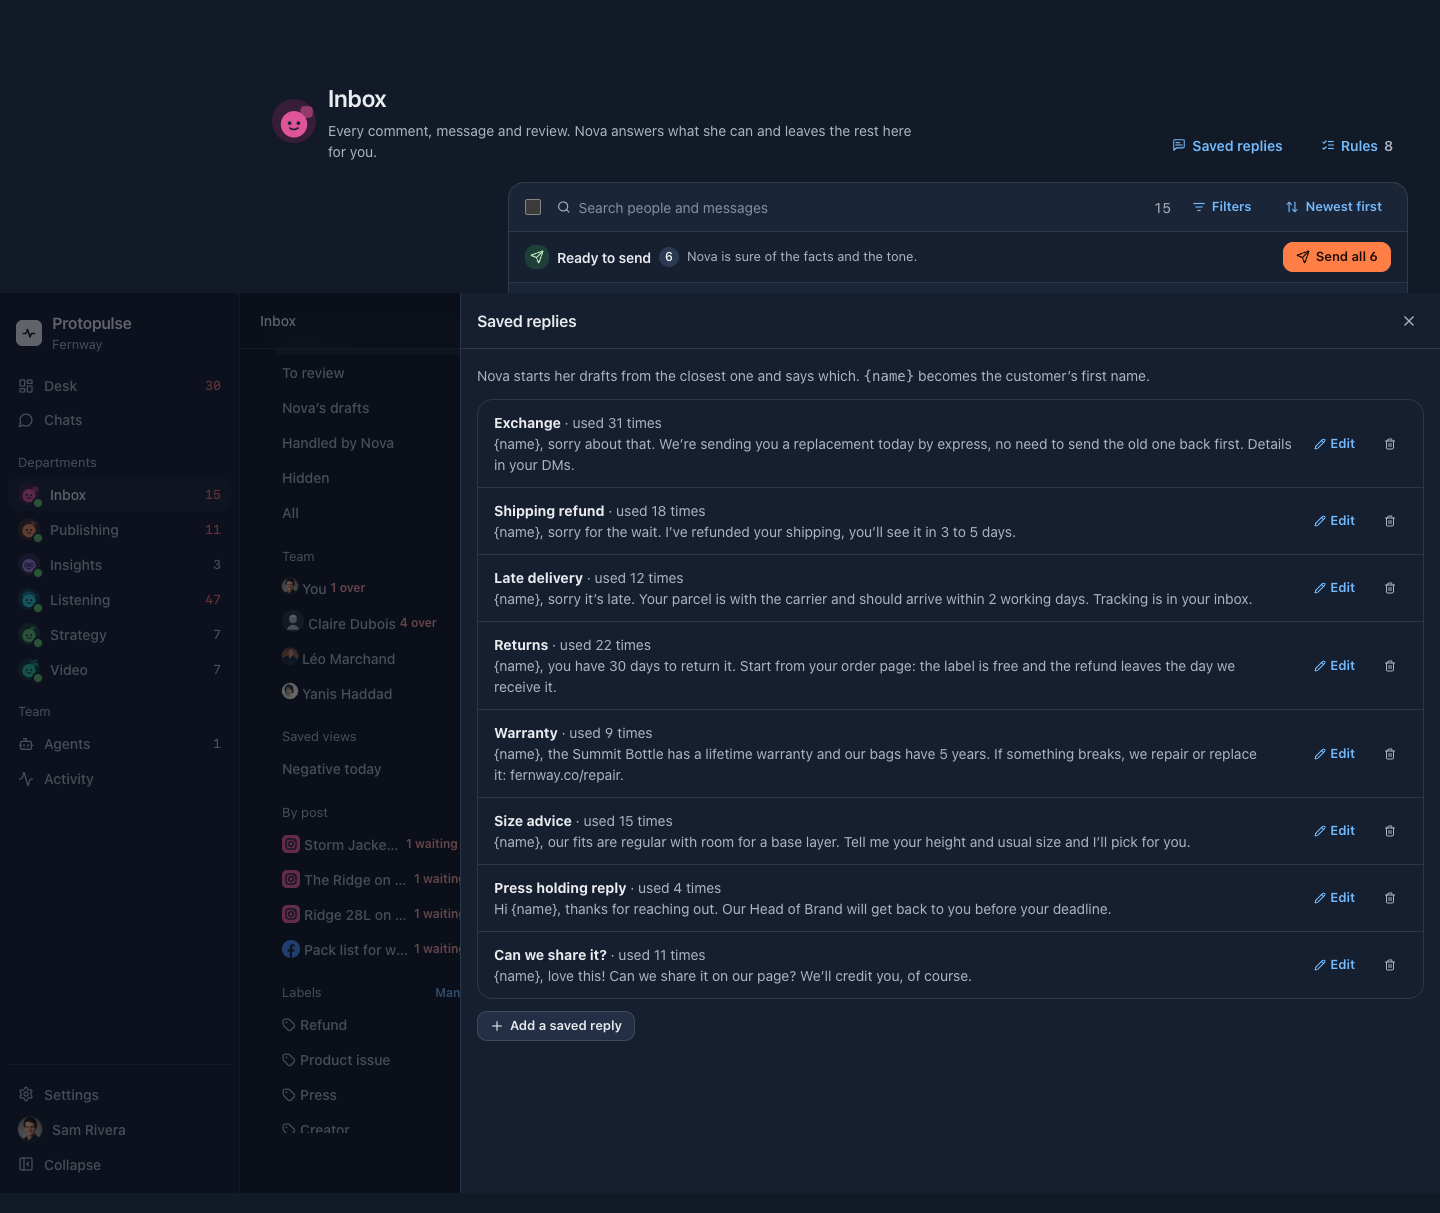 Inbox
Every comment, message and review. Nova answers what she can and leaves the rest here
for you.
Saved replies
Rules 8
Search people and messages
15
Filters
Newest first
Ready to send 6 Nova is sure of the facts and the tone.
Send all 6
Protopulse
Fernway
Desk 30
Chats
Departments
Inbox 15
Publishing 11
Insights 3
Listening 47
Strategy 7
Video 7
Team
Agents 1
Activity
Settings
Sam Rivera
Collapse
Inbox
To review
Nova's drafts
Handled by Nova
Hidden
All
Team
You 1 over
Claire Dubois 4 over
Léo Marchand
Yanis Haddad
Saved views
Negative today
By post
Storm Jacke... 1 waiting
The Ridge on ... 1 waiting
Ridge 28L on ... 1 waiting
Pack list for w... 1 waiting
Labels Man
Refund
Product issue
Press
Creator
Saved replies
Nova starts her drafts from the closest one and says which. {name} becomes the customer's first name.
Exchange · used 31 times
{name}, sorry about that. We're sending you a replacement today by express, no need to send the old one back first. Details
in your DMs.
Edit
Shipping refund · used 18 times
{name}, sorry for the wait. I've refunded your shipping, you'll see it in 3 to 5 days.
Edit
Late delivery · used 12 times
{name}, sorry it's late. Your parcel is with the carrier and should arrive within 2 working days. Tracking is in your inbox.
Edit
Returns · used 22 times
{name}, you have 30 days to return it. Start from your order page: the label is free and the refund leaves the day we
receive it.
Edit
Warranty · used 9 times
{name}, the Summit Bottle has a lifetime warranty and our bags have 5 years. If something breaks, we repair or replace
it: fernway.co/repair.
Edit
Size advice · used 15 times
{name}, our fits are regular with room for a base layer. Tell me your height and usual size and I'll pick for you.
Edit
Press holding reply · used 4 times
Hi {name}, thanks for reaching out. Our Head of Brand will get back to you before your deadline.
Edit
Can we share it? · used 11 times
{name}, love this! Can we share it on our page? We'll credit you, of course.
Edit
Add a saved reply